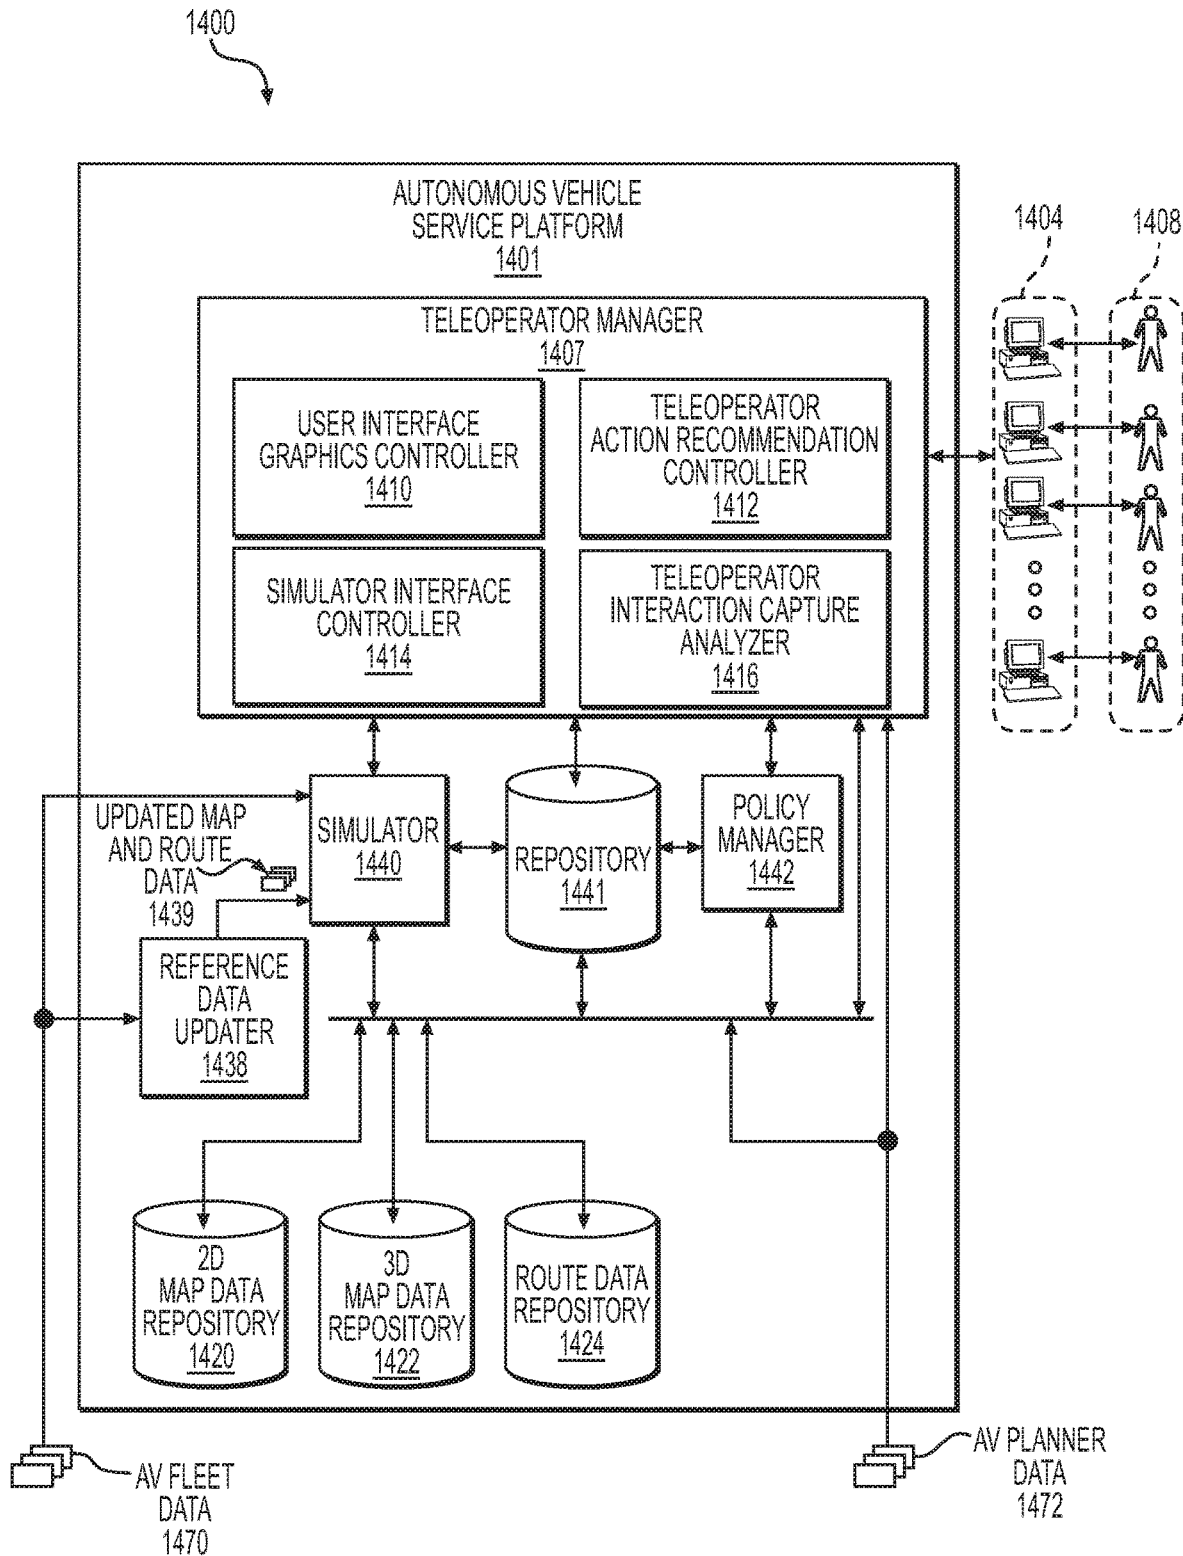 1400
AUTONOMOUS VEHICLE
SERVICE PLATFORM
1401
1404
1408
TELEOPERATOR MANAGER
1407
USER INTERFACE
GRAPHICS CONTROLLER
1410
TELEOPERATOR
ACTION RECOMMENDATION
CONTROLLER
1412
SIMULATOR INTERFACE
CONTROLLER
1414
TELEOPERATOR
INTERACTION CAPTURE
ANALYZER
1416
UPDATED MAP
AND ROUTE
DATA
1439
SIMULATOR
1440
REPOSITORY
1441
POLICY
MANAGER
1442
REFERENCE
DATA
UPDATER
1438
2D
MAP DATA
REPOSITORY
1420
3D
MAP DATA
REPOSITORY
1422
ROUTE DATA
REPOSITORY
1424
AV FLEET
DATA
1470
AV PLANNER
DATA
1472